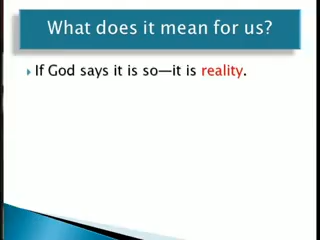 What does it mean for us?
If God says it is so—it is reality.